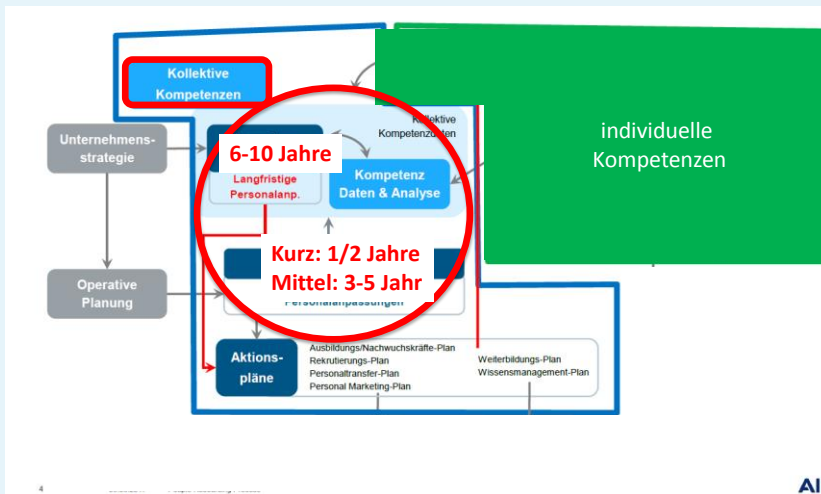 Kollektive
Kompetenzen
Kollektive
Kompetenzdaten
individuelle
Kompetenzen
Unternehmens-
strategie
6-10 Jahre
Langfristige
Personalanp.
Kompetenz
Daten & Analyse
Kurz: 1/2 Jahre
Mittel: 3-5 Jahr
Operative
Planung
Personalanpassungen
Aktions-
pläne
Ausbildungs/Nachwuchskräfte-Plan
Rekrutierungs-Plan
Personaltransfer-Plan
Personal Marketing-Plan
Weiterbildungs-Plan
Wissensmanagement-Plan
4
AI